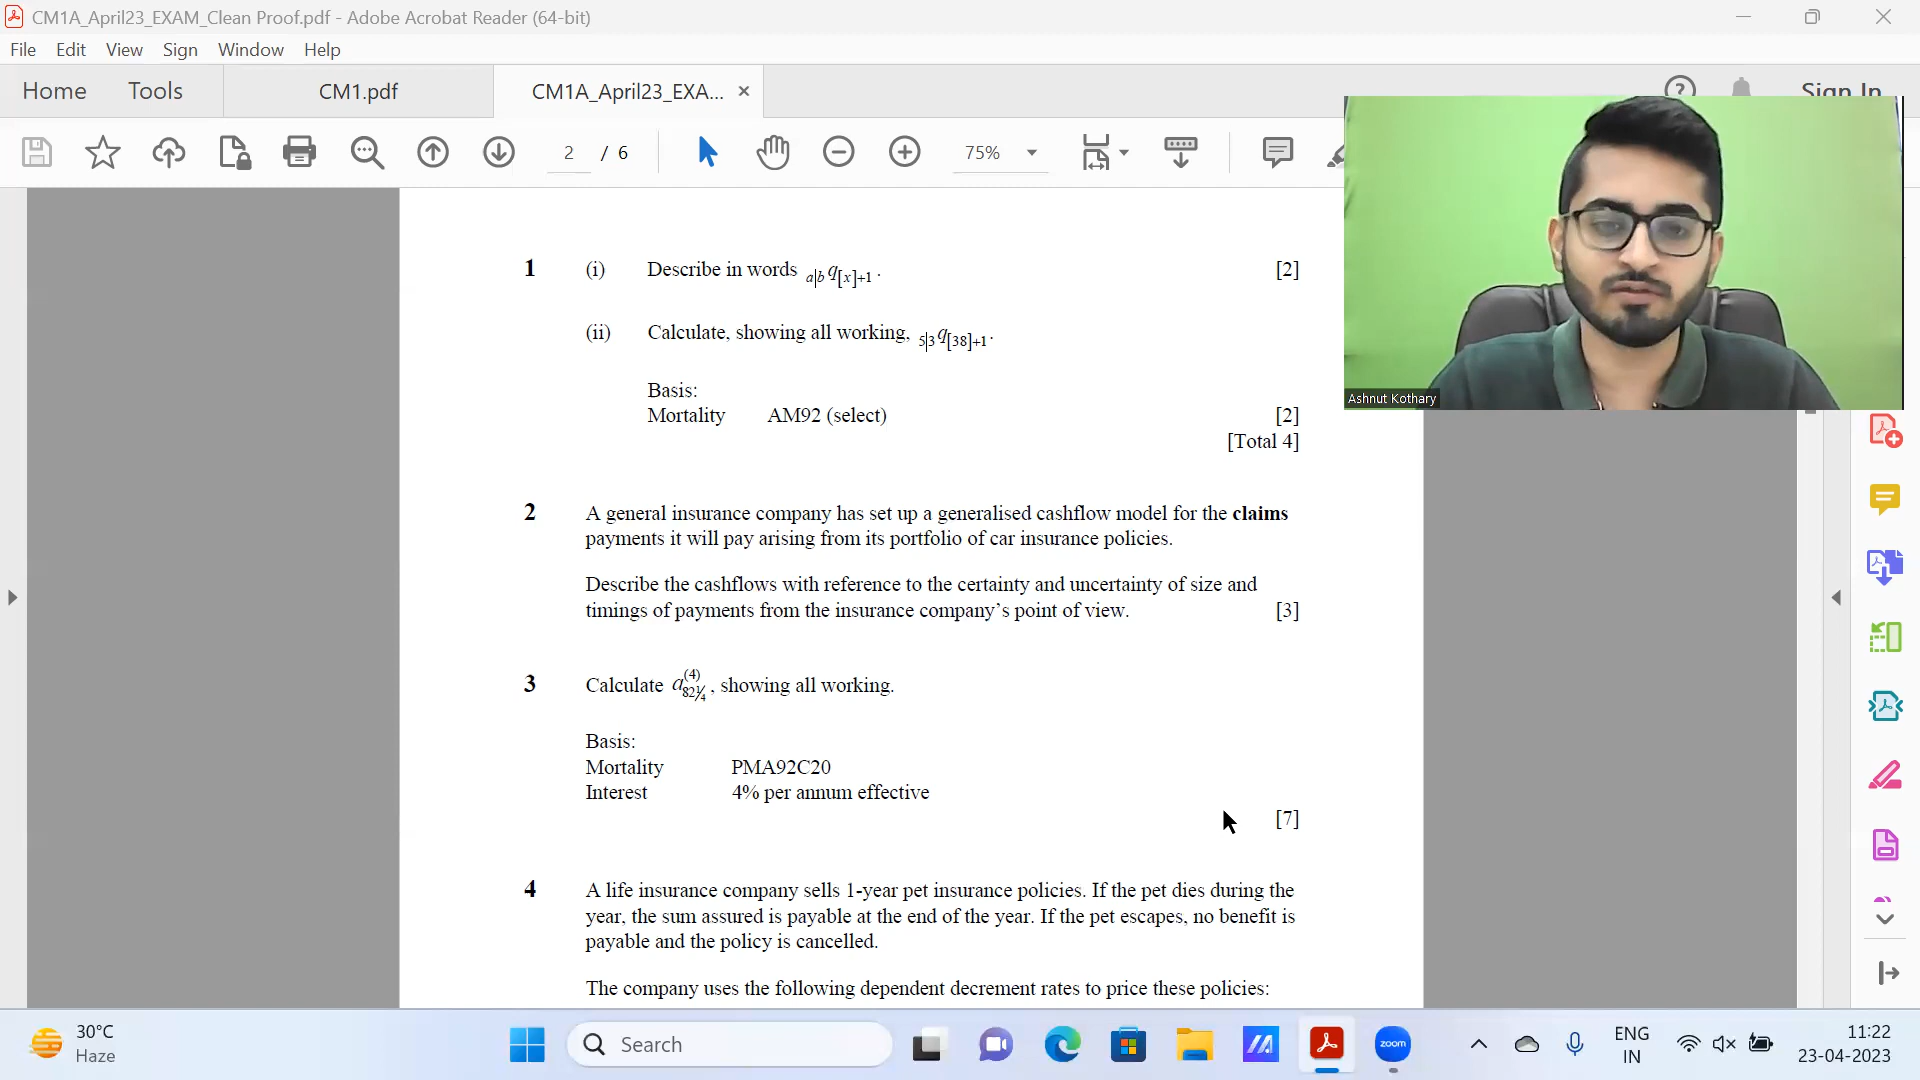 CM1A_April23_EXAM_Clean Proof.pdf - Adobe Acrobat Reader (64-bit)
File Edit View Sign Window Help
Home Tools CM1.pdf CM1A_April23_EXA... × Sign In
2 / 6 75%
1 (i) Describe in words a|b q[x]+1 . [2]
(ii) Calculate, showing all working, 5|3 q[38]+1 .
Basis:
Mortality AM92 (select) [2]
[Total 4]
Ashnut Kothary
2 A general insurance company has set up a generalised cashflow model for the claims
payments it will pay arising from its portfolio of car insurance policies.
Describe the cashflows with reference to the certainty and uncertainty of size and
timings of payments from the insurance company's point of view. [3]
3 Calculate a(4)82¼ , showing all working.
Basis:
Mortality PMA92C20
Interest 4% per annum effective
[7]
4 A life insurance company sells 1-year pet insurance policies. If the pet dies during the
year, the sum assured is payable at the end of the year. If the pet escapes, no benefit is
payable and the policy is cancelled.
The company uses the following dependent decrement rates to price these policies:
30°C
Haze
Search
zoom
ENG
IN
11:22
23-04-2023